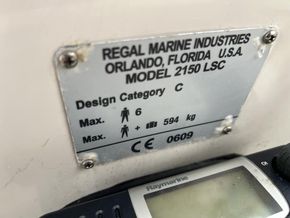 REGAL MARINE INDUSTRIES
ORLANDO, FLORIDA U.S.A.
MODEL 2150 LSC
Design Category C
Max. 6
Max. + 594 kg
CE 0609
Raymarine